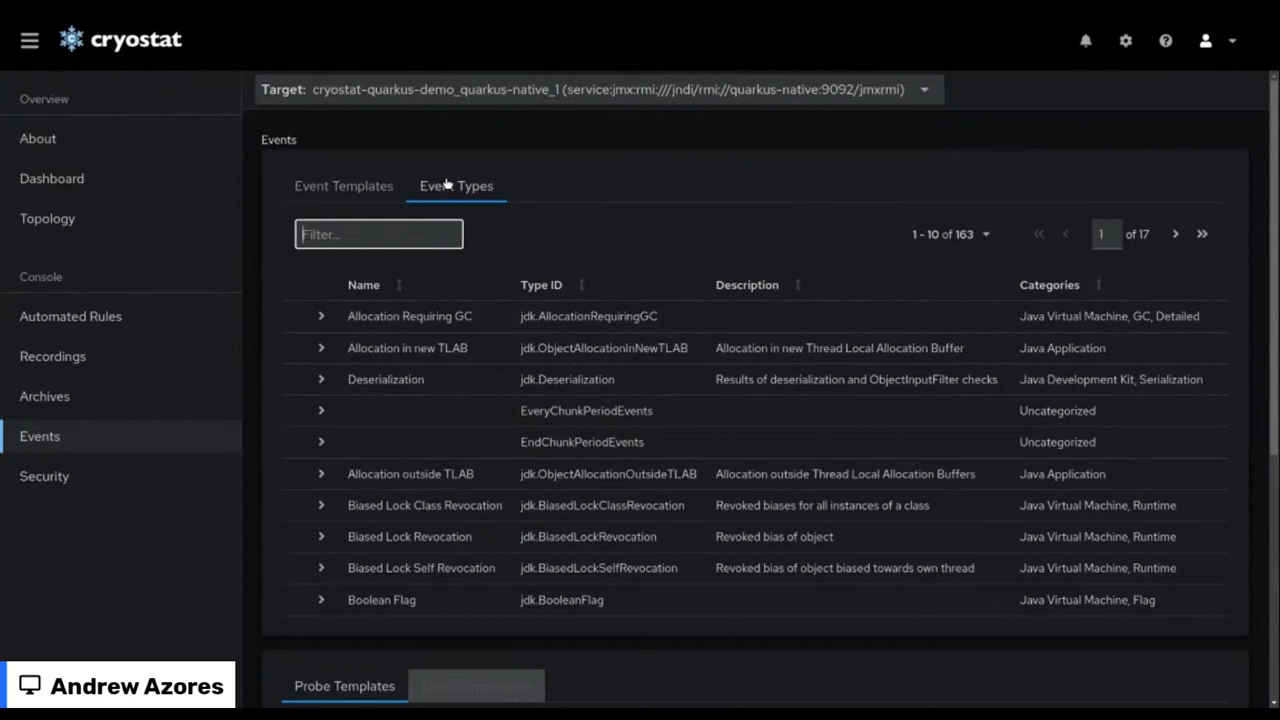 cryostat
Overview
About
Dashboard
Topology
Console
Automated Rules
Recordings
Archives
Events
Security
Target: cryostat-quarkus-demo_quarkus-native_1 (service:jmx:rmi:///jndi/rmi://quarkus-native:9092/jmxrmi)
Events
Event Templates Event Types
Filter... 1 - 10 of 163 1 of 17
Name Type ID Description Categories
Allocation Requiring GC jdk.AllocationRequiringGC Java Virtual Machine, GC, Detailed
Allocation in new TLAB jdk.ObjectAllocationInNewTLAB Allocation in new Thread Local Allocation Buffer Java Application
Deserialization jdk.Deserialization Results of deserialization and ObjectInputFilter checks Java Development Kit, Serialization
EveryChunkPeriodEvents Uncategorized
EndChunkPeriodEvents Uncategorized
Allocation outside TLAB jdk.ObjectAllocationOutsideTLAB Allocation outside Thread Local Allocation Buffers Java Application
Biased Lock Class Revocation jdk.BiasedLockClassRevocation Revoked biases for all instances of a class Java Virtual Machine, Runtime
Biased Lock Revocation jdk.BiasedLockRevocation Revoked bias of object Java Virtual Machine, Runtime
Biased Lock Self Revocation jdk.BiasedLockSelfRevocation Revoked bias of object biased towards own thread Java Virtual Machine, Runtime
Boolean Flag jdk.BooleanFlag Java Virtual Machine, Flag
Probe Templates
Andrew Azores